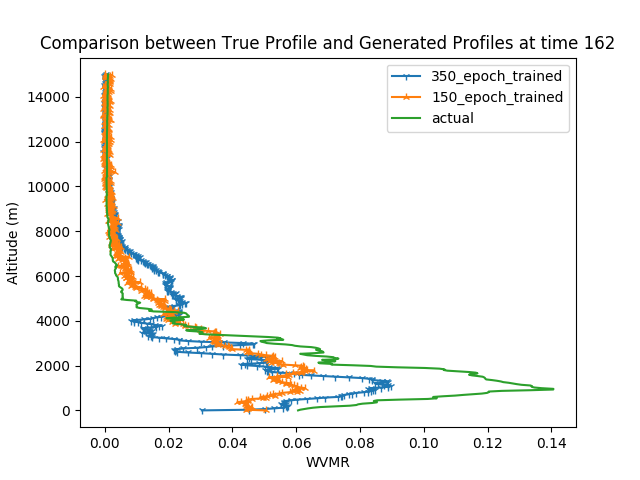 Comparison between True Profile and Generated Profiles at time 162
350_epoch_trained
150_epoch_trained
actual
Altitude (m)
14000
12000
10000
8000
6000
4000
2000
0
0.00 0.02 0.04 0.06 0.08 0.10 0.12 0.14
WVMR